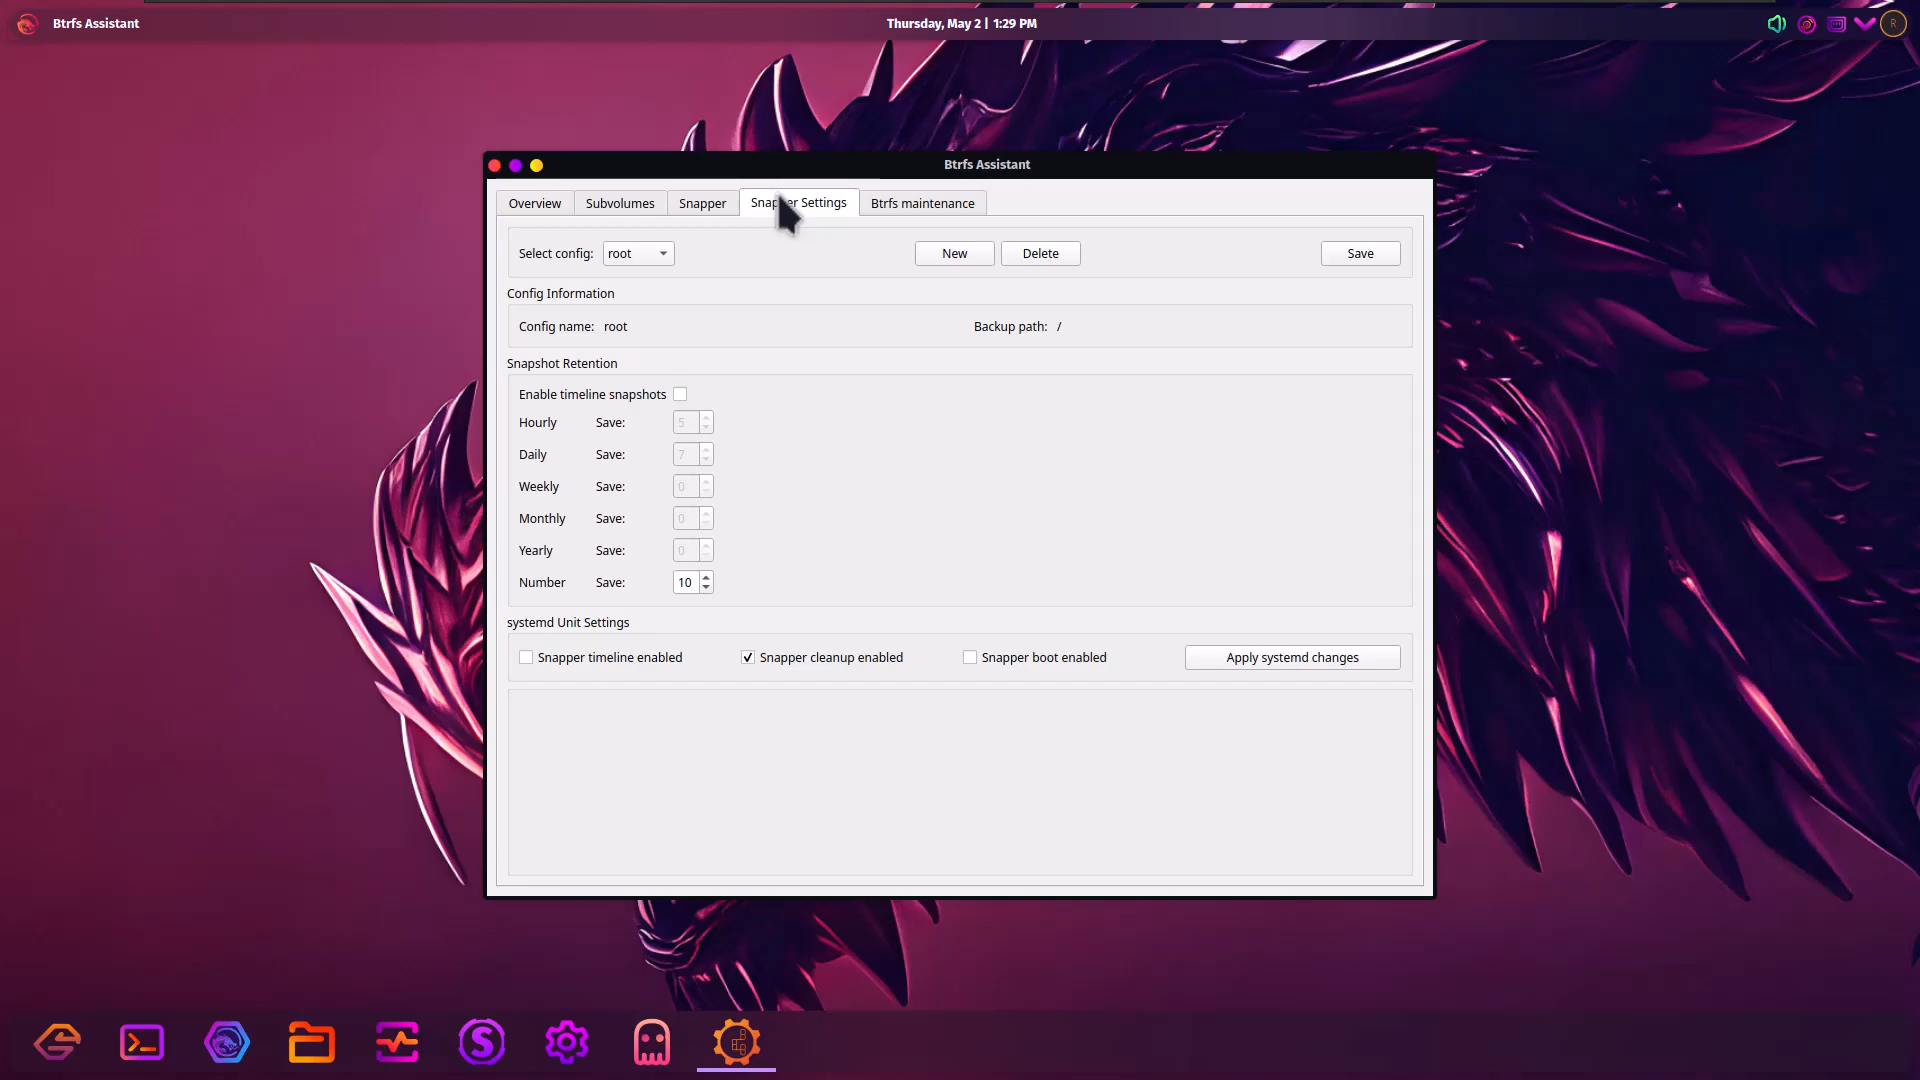 Btrfs Assistant
Thursday, May 2 | 1:29 PM
R
Btrfs Assistant
Overview Subvolumes Snapper Snapper Settings Btrfs maintenance
Select config: root New Delete Save
Config Information
Config name: root Backup path: /
Snapshot Retention
Enable timeline snapshots
Hourly Save: 5
Daily Save: 7
Weekly Save: 0
Monthly Save: 0
Yearly Save: 0
Number Save: 10
systemd Unit Settings
Snapper timeline enabled Snapper cleanup enabled Snapper boot enabled Apply systemd changes
S